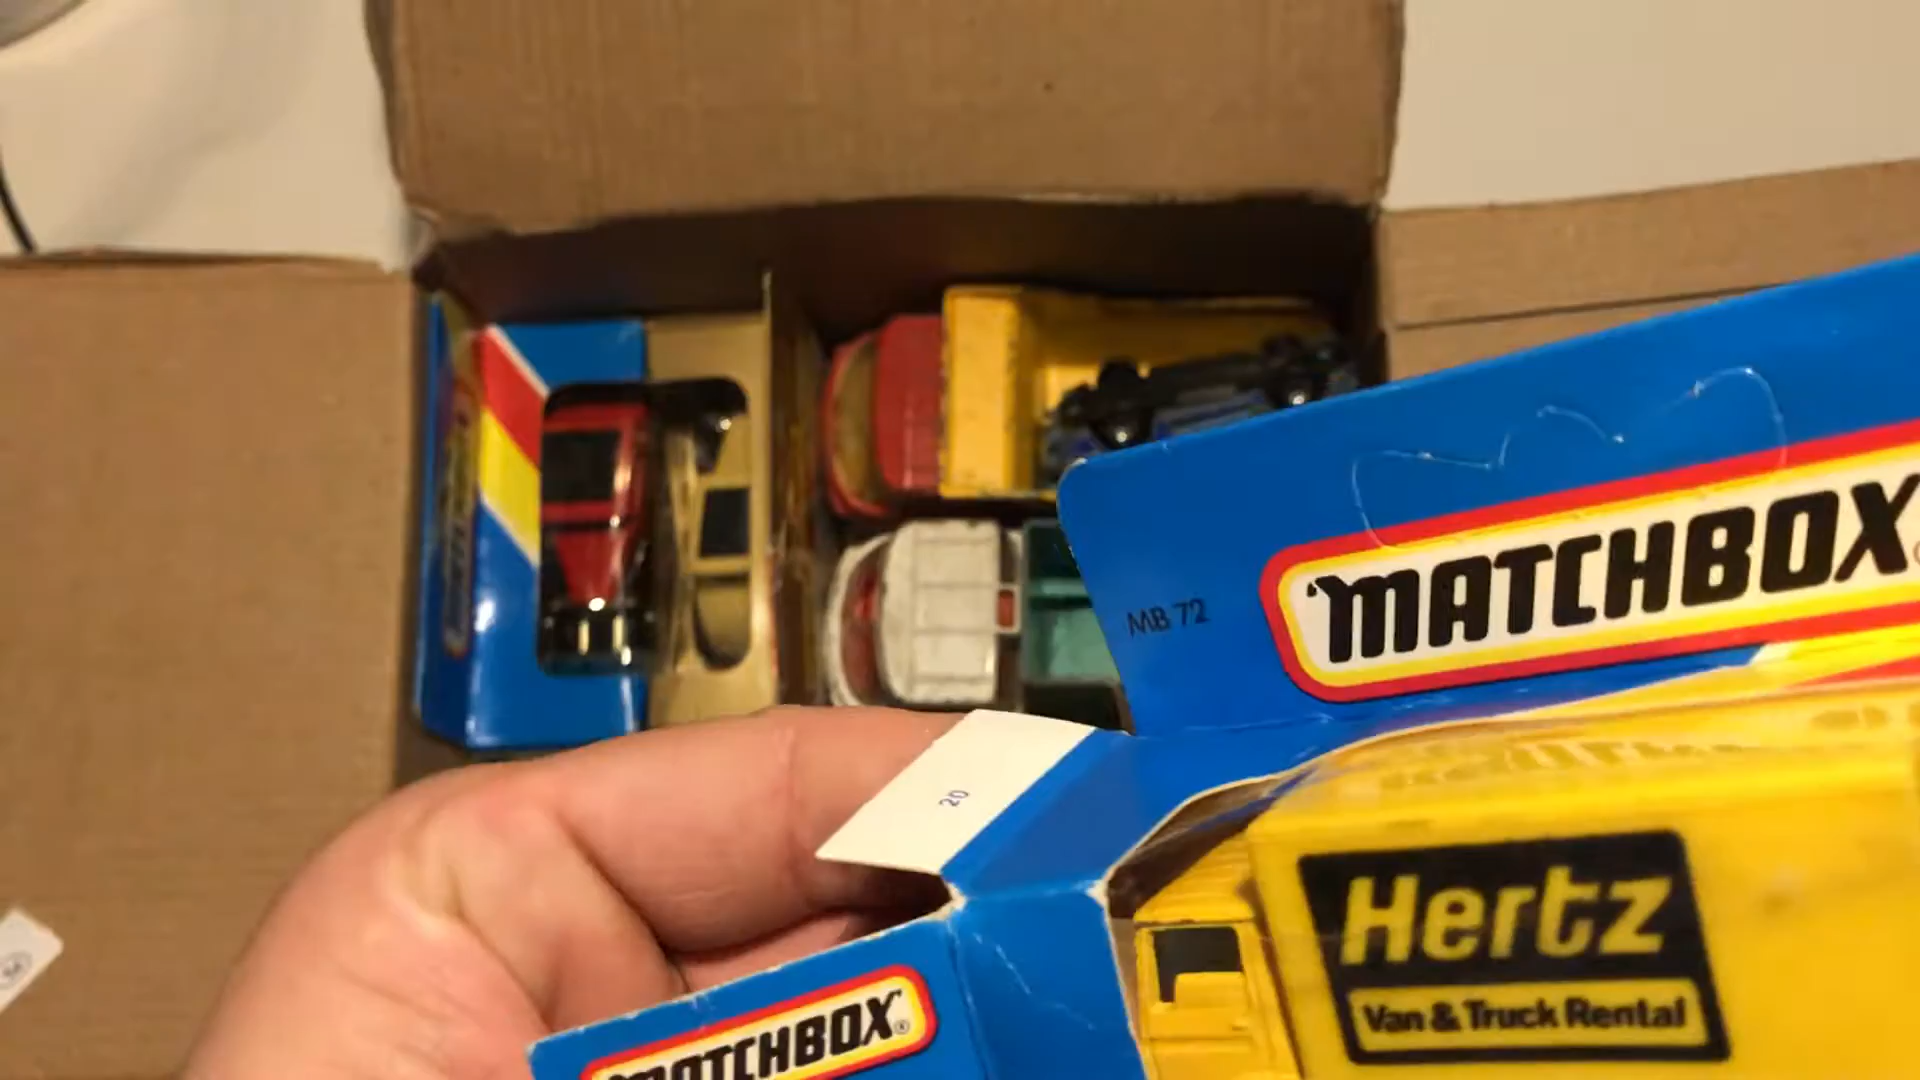 MATCHBOX
MB 72
20
Hertz
Van & Truck Rental
MATCHBOX®